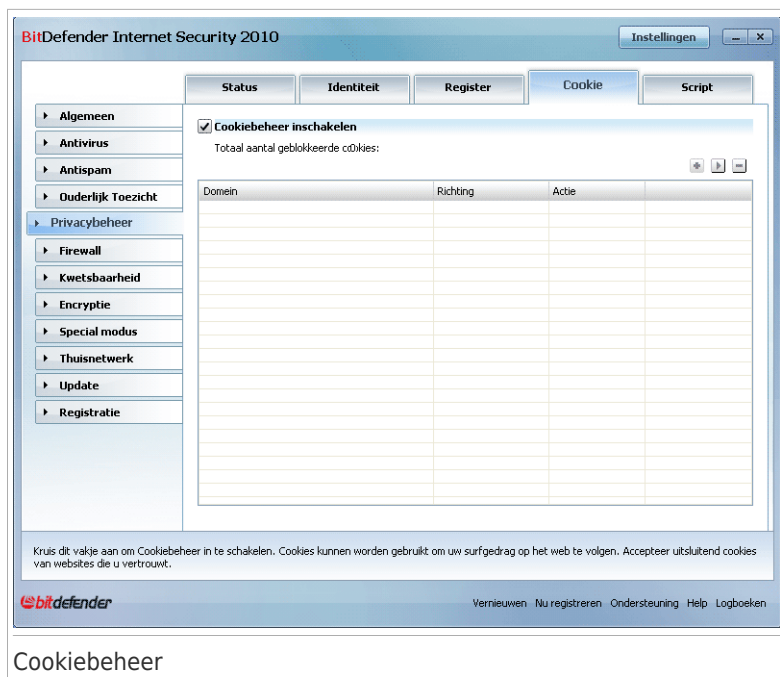 BitDefender Internet Security 2010
Instellingen
Status Identiteit Register Cookie Script
Algemeen
Antivirus
Antispam
Ouderlijk Toezicht
Privacybeheer
Firewall
Kwetsbaarheid
Encryptie
Special modus
Thuisnetwerk
Update
Registratie
Cookiebeheer inschakelen
Totaal aantal geblokkeerde cookies: 0
Domein Richting Actie
Kruis dit vakje aan om Cookiebeheer in te schakelen. Cookies kunnen worden gebruikt om uw surfgedrag op het web te volgen. Accepteer uitsluitend cookies
van websites die u vertrouwt.
bitdefender
Vernieuwen Nu registreren Ondersteuning Help Logboeken
Cookiebeheer